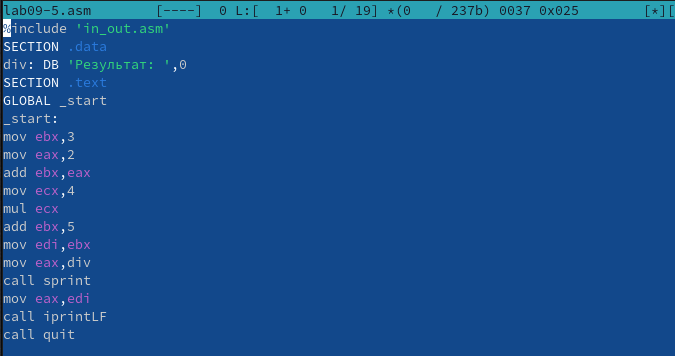 lab09-5.asm [----] 0 L:[ 1+ 0 1/ 19] *(0 / 237b) 0037 0x025 [*][
%include 'in_out.asm'
SECTION .data
div: DB 'Результат: ',0
SECTION .text
GLOBAL _start
_start:
mov ebx,3
mov eax,2
add ebx,eax
mov ecx,4
mul ecx
add ebx,5
mov edi,ebx
mov eax,div
call sprint
mov eax,edi
call iprintLF
call quit